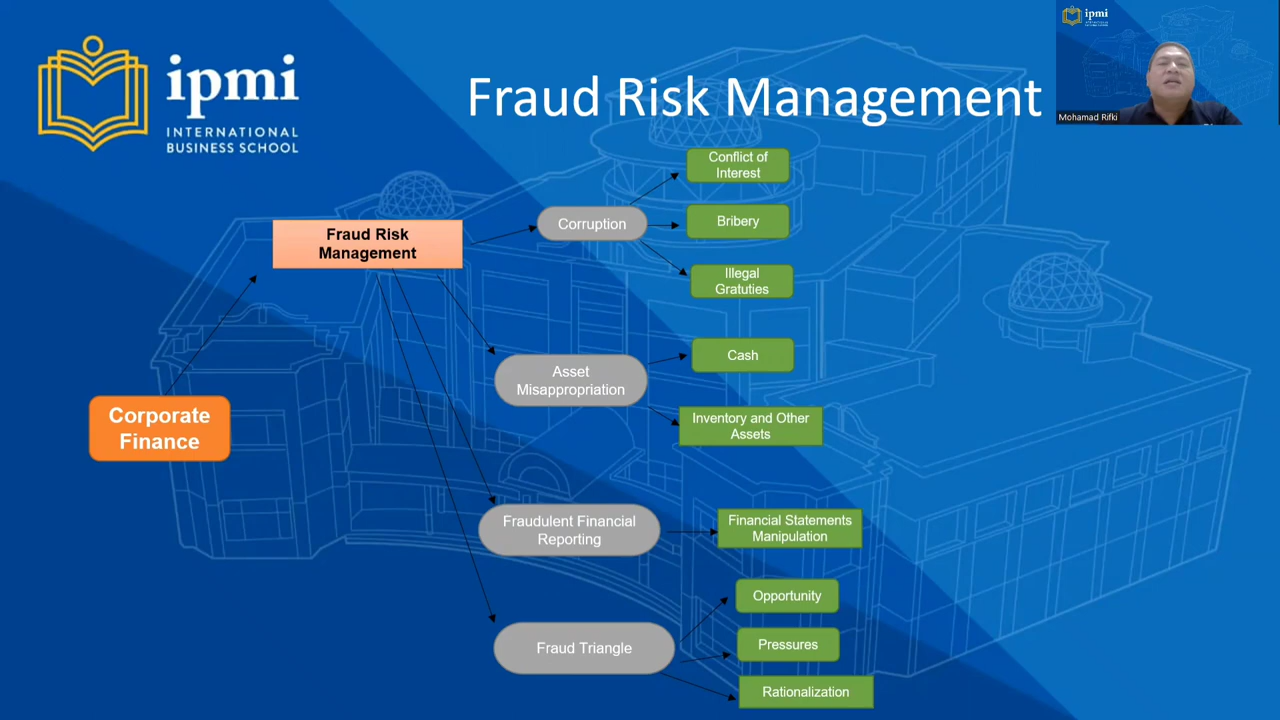 ipmi
INTERNATIONAL
BUSINESS SCHOOL
Fraud Risk Management
ipmi
Mohamad Rifki
Corporate
Finance
Fraud Risk
Management
Corruption
Conflict of
Interest
Bribery
Illegal
Gratuties
Asset
Misappropriation
Cash
Inventory and Other
Assets
Fraudulent Financial
Reporting
Financial Statements
Manipulation
Fraud Triangle
Opportunity
Pressures
Rationalization